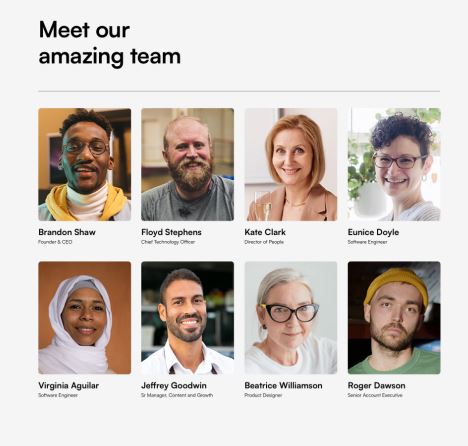 Meet our
amazing team
Brandon Shaw
Founder & CEO
Floyd Stephens
Chief Technology Officer
Kate Clark
Director of People
Eunice Doyle
Software Engineer
Virginia Aguilar
Software Engineer
Jeffrey Goodwin
Sr Manager, Content and Growth
Beatrice Williamson
Product Designer
Roger Dawson
Senior Account Executive